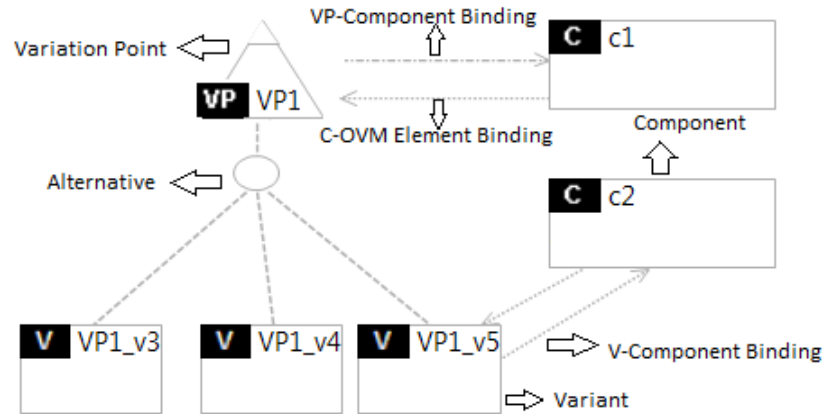 VP-Component Binding
Variation Point
C c1
VP VP1
C-OVM Element Binding
Component
Alternative
C c2
V VP1_v3
V VP1_v4
V VP1_v5
V-Component Binding
Variant